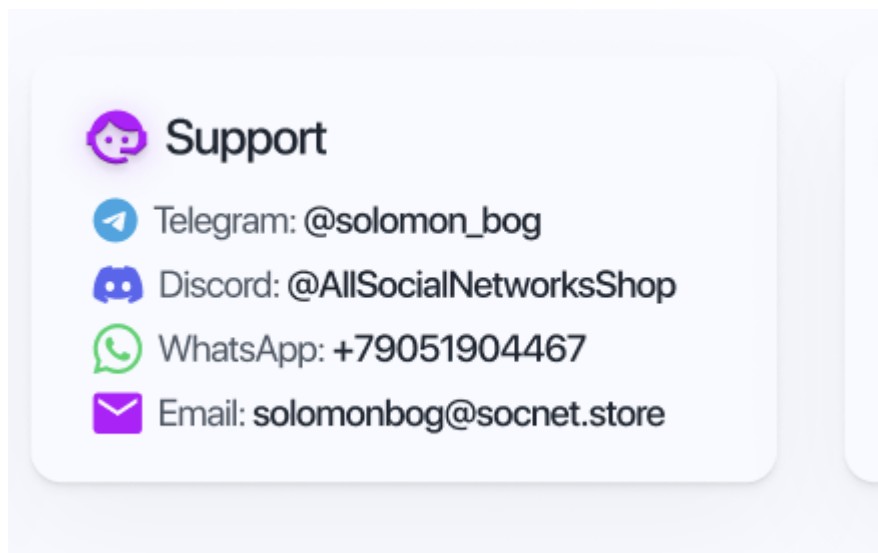 Support
Telegram: @solomon_bog
Discord: @AllSocialNetworksShop
WhatsApp: +79051904467
Email: solomonbog@socnet.store